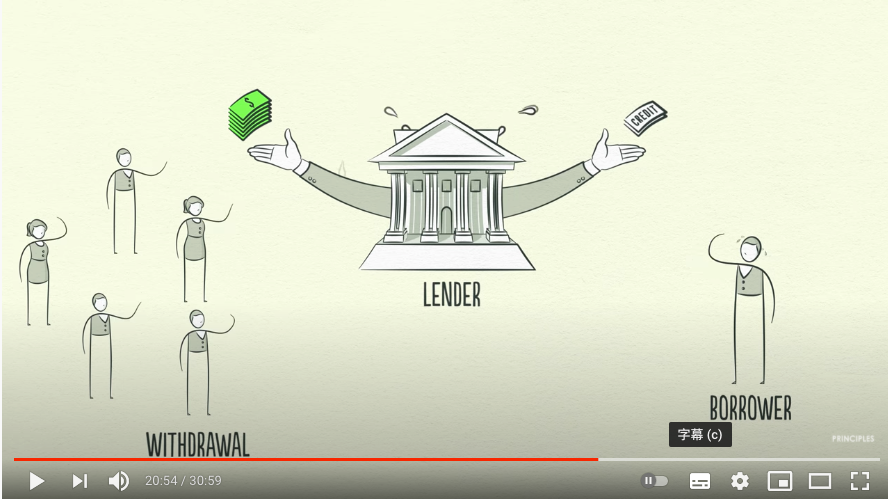 $
CREDIT
LENDER
BORROWER
WITHDRAWAL
字幕 (c)
PRINCIPLES
20:54 / 30:59